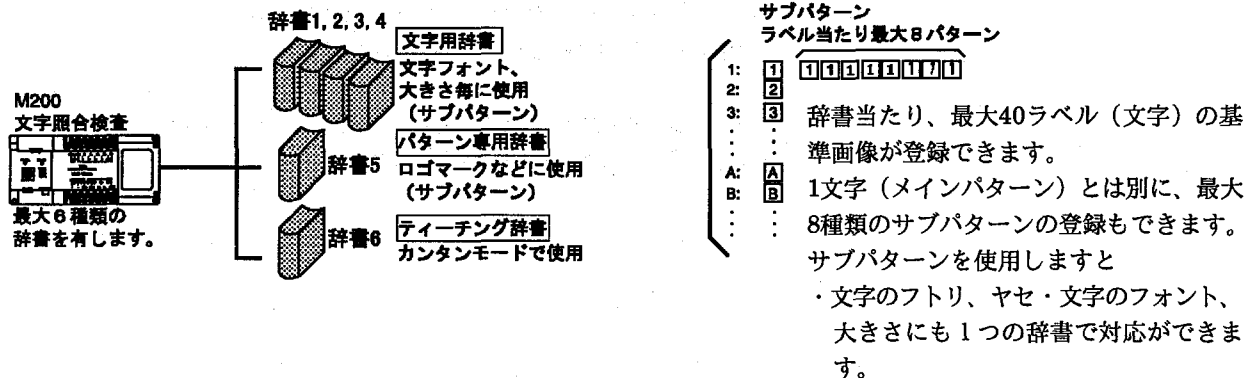 辞書1, 2, 3, 4
文字用辞書
文字フォント、
大きさ毎に使用
(サブパターン)
M200
文字照合検査
最大6種類の
辞書を有します。
パターン専用辞書
辞書5
ロゴマークなどに使用
(サブパターン)
ティーチング辞書
辞書6
カンタンモードで使用
サブパターン
ラベル当たり最大8パターン
1: 1 1 1 1 1 1 1 1 1
2: 2
3: 3
A: A
B: B
辞書当たり、最大40ラベル（文字）の基
準画像が登録できます。
1文字（メインパターン）とは別に、最大
8種類のサブパターンの登録もできます。
サブパターンを使用しますと
・文字のフトリ、ヤセ・文字のフォント、
大きさにも1つの辞書で対応ができま
す。